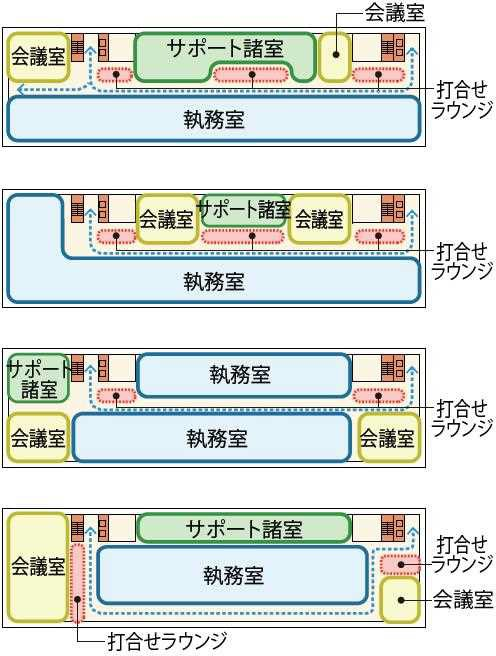 会議室
会議室
サポート諸室
打合せ
ラウンジ
執務室
会議室
サポート諸室
会議室
打合せ
ラウンジ
執務室
サポート
諸室
執務室
打合せ
ラウンジ
会議室
執務室
会議室
サポート諸室
打合せ
ラウンジ
会議室
執務室
会議室
打合せラウンジ